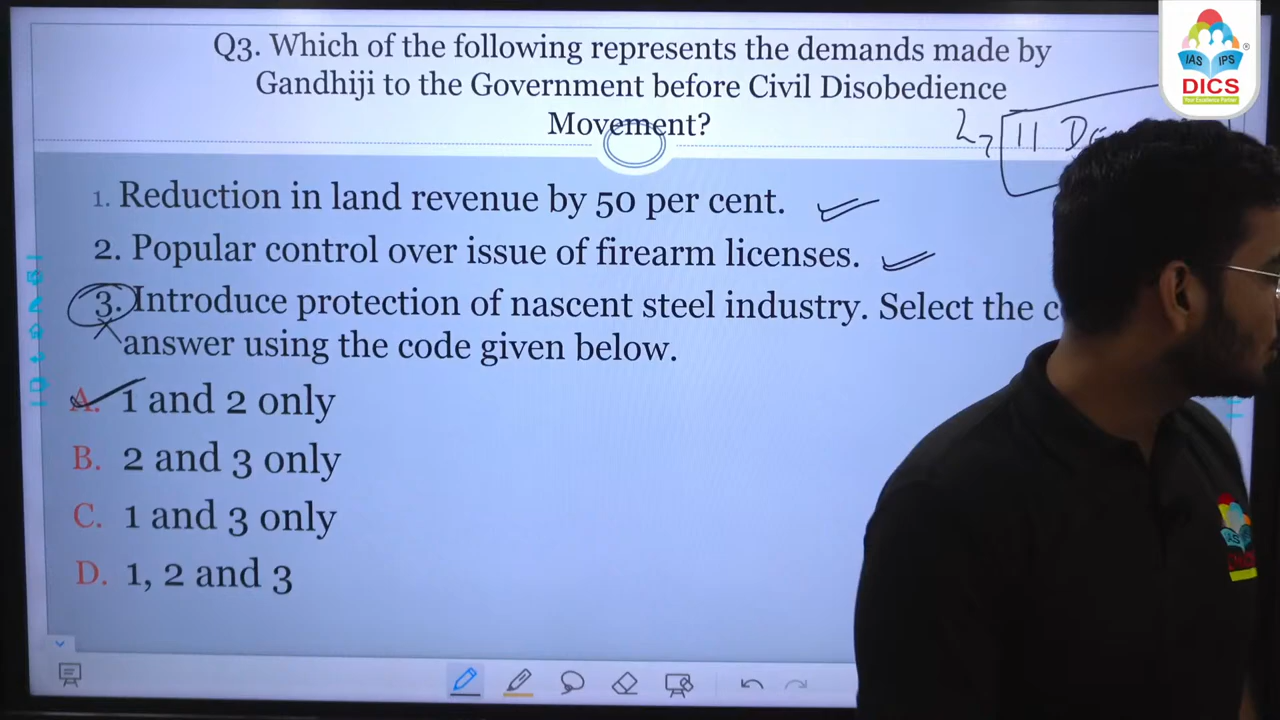 Q3. Which of the following represents the demands made by
Gandhiji to the Government before Civil Disobedience
Movement?
IAS IPS
DICS
Your Excellence Partner
11
1. Reduction in land revenue by 50 per cent.
2. Popular control over issue of firearm licenses.
3. Introduce protection of nascent steel industry. Select the
answer using the code given below.
A. 1 and 2 only
B. 2 and 3 only
C. 1 and 3 only
D. 1, 2 and 3